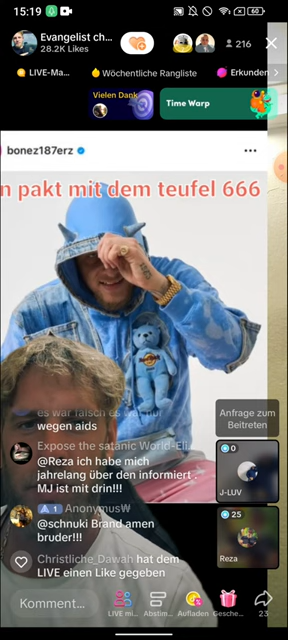 15:19
60
Evangelist ch...
28.2K Likes
216
LIVE-Ma...
Wöchentliche Rangliste
Erkunden
Vielen Dank
Time Warp
bonez187erz
n pakt mit dem teufel 666
es war falsch es war nur
wegen aids
Expose the satanic World-Eli...
@Reza ich habe mich
jahrelang über den informiert .
MJ ist mit drin!!!
1 Anonymus₩
@schnuki Brand amen
bruder!!!
Christliche_Dawah hat dem
LIVE einen Like gegeben
Anfrage zum
Beitreten
0
J-LUV
25
Reza
Komment...
LIVE mi...
Abstim...
Aufladen
Gesche...
23